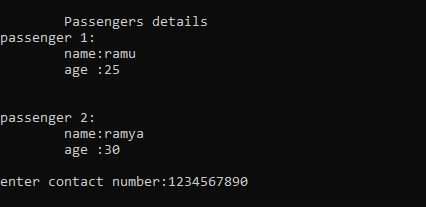 Passengers details
passenger 1:
name:ramu
age :25
passenger 2:
name:ramya
age :30
enter contact number:1234567890